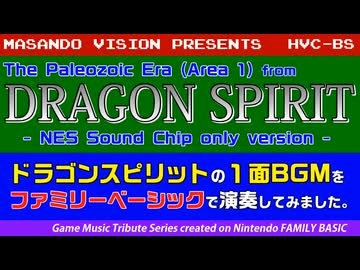 MASANDO VISION PRESENTS HVC-BS
The Paleozoic Era (Area 1) from
DRAGON SPIRIT
- NES Sound Chip only version -
ドラゴンスピリットの1面BGMを
ファミリーベーシックで演奏してみました。
Game Music Tribute Series created on Nintendo FAMILY BASIC